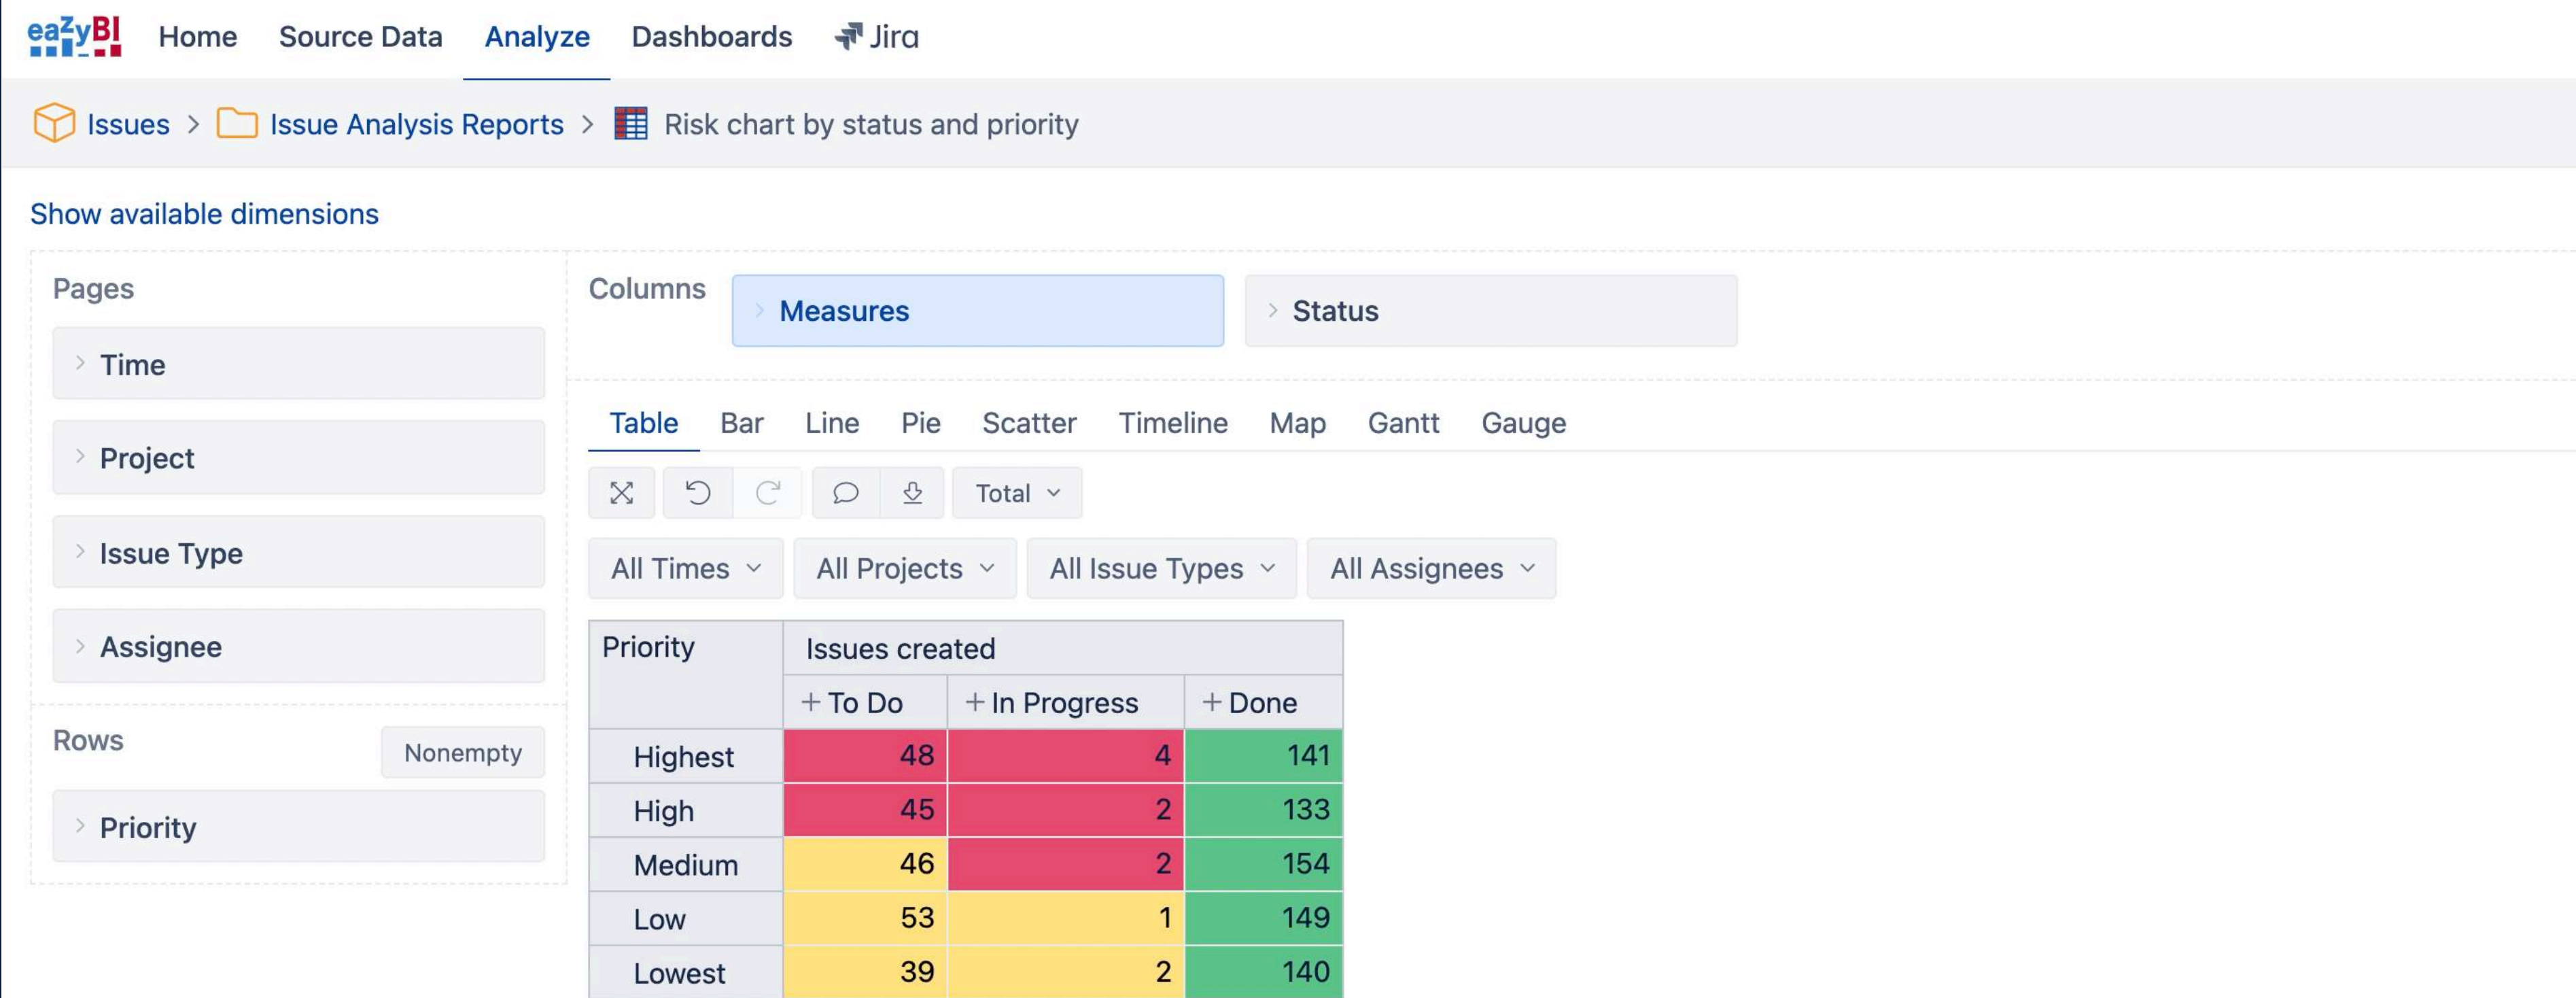 eazyBI Home Source Data Analyze Dashboards Jira
Issues > Issue Analysis Reports > Risk chart by status and priority
Show available dimensions
Pages
Time
Project
Issue Type
Assignee
Rows Nonempty
Priority
Columns Measures Status
Table Bar Line Pie Scatter Timeline Map Gantt Gauge
Total
All Times All Projects All Issue Types All Assignees
Priority Issues created
+ To Do + In Progress + Done
Highest 48 4 141
High 45 2 133
Medium 46 2 154
Low 53 1 149
Lowest 39 2 140